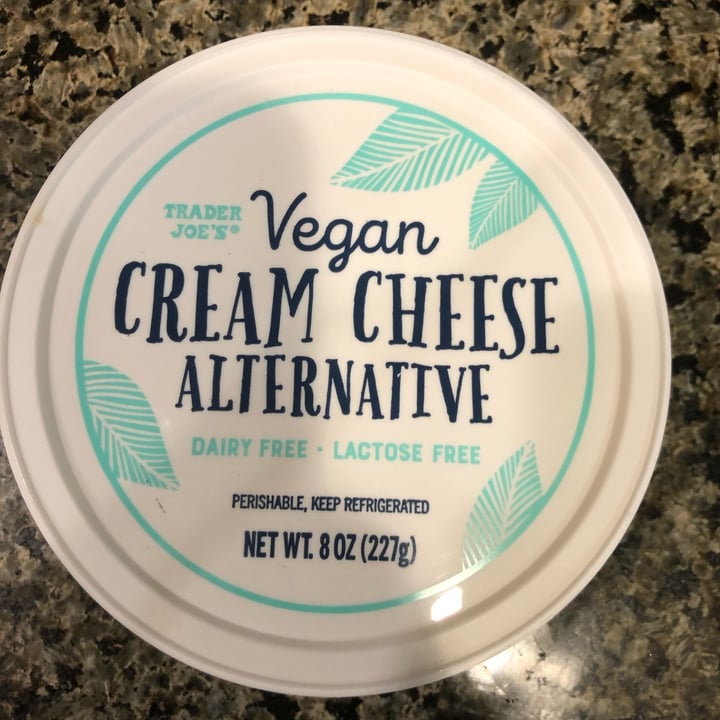 TRADER
JOE'S®
Vegan
CREAM CHEESE
ALTERNATIVE
DAIRY FREE • LACTOSE FREE
PERISHABLE, KEEP REFRIGERATED
NET WT. 8 OZ (227g)